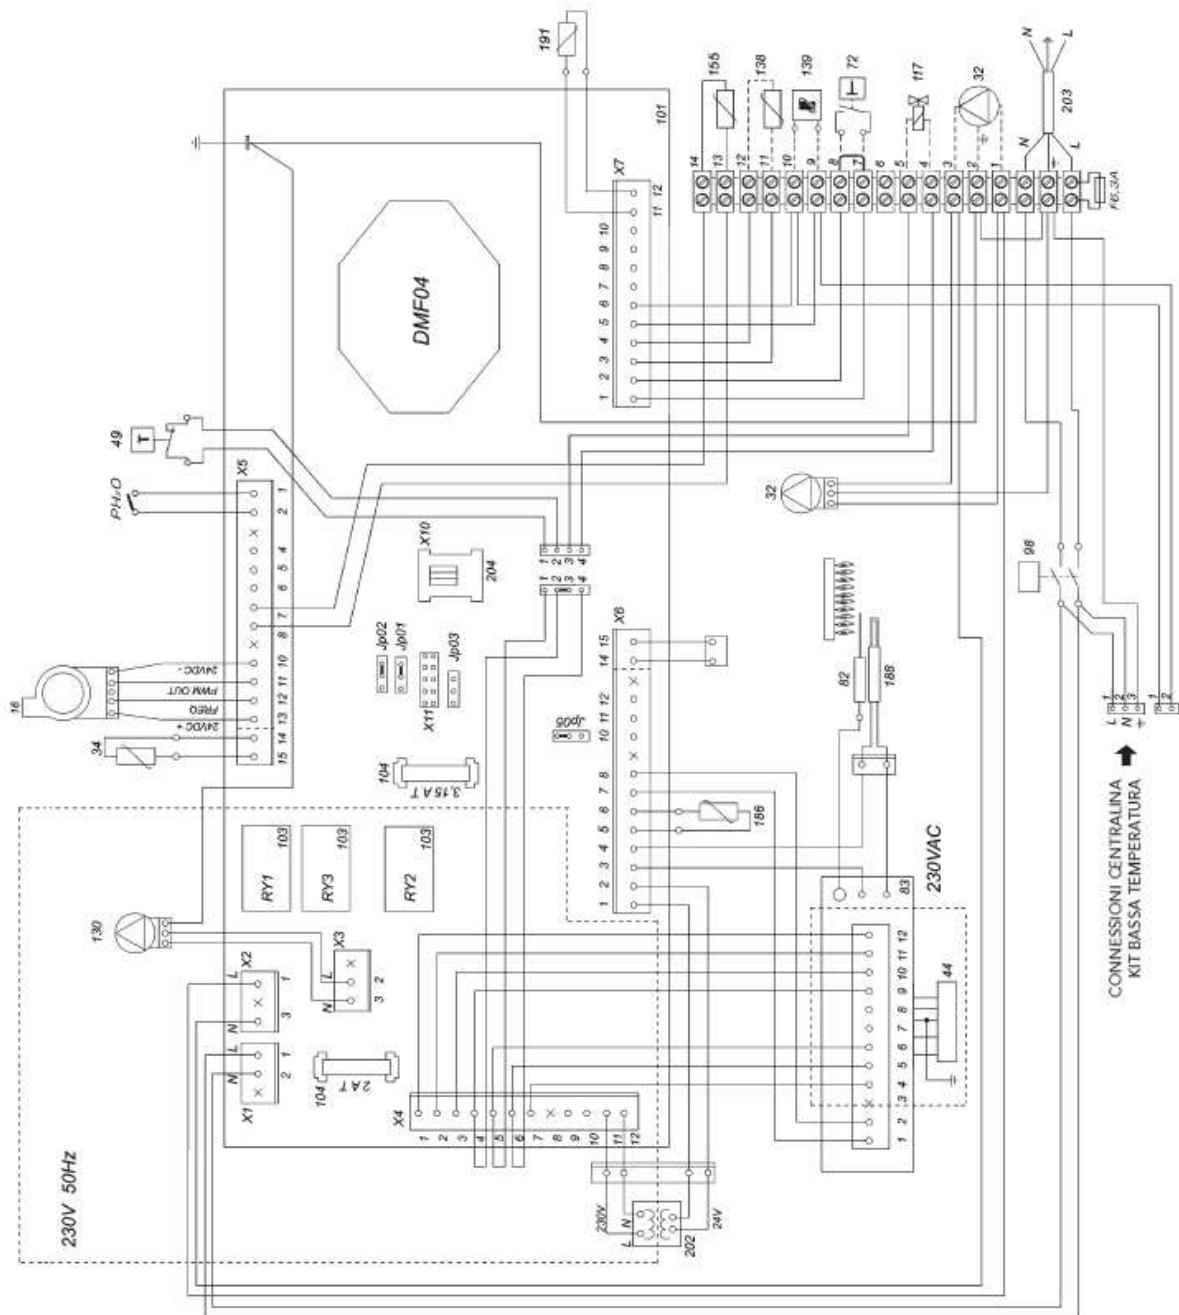 191
101
155
138
139
72
117
32
N
L
203
N
L
F6,3A
14
13
12
11
10
9
8
7
6
5
4
3
2
1
X7
12
11
10
9
8
7
6
5
4
3
2
1
DMF04
49
T
PH2O
X5
1
2
X
4
5
6
7
8
X
10
11
12
13
14
15
24VDC -
PWM OUT
FREQ
24VDC +
16
34
X10
204
1
2
3
4
1
2
3
4
Jp02
Jp01
X11
Jp03
104
3,15 A T
Jp05
X6
15
14
X
12
11
10
X
8
7
6
5
4
3
2
1
186
82
188
32
98
L
N
1
2
3
1
2
CONNESSIONI CENTRALINA
KIT BASSA TEMPERATURA
230VAC
83
12
11
10
9
8
7
6
5
4
3
X
2
1
44
RY1
103
RY3
103
RY2
103
130
X3
L
N
X
2
3
X2
L
N
1
X
3
X1
L
N
1
2
X
104
2 A T
X4
1
2
3
4
5
6
7
8
X
9
10
11
12
230V
N
L
202
24V
230V 50Hz